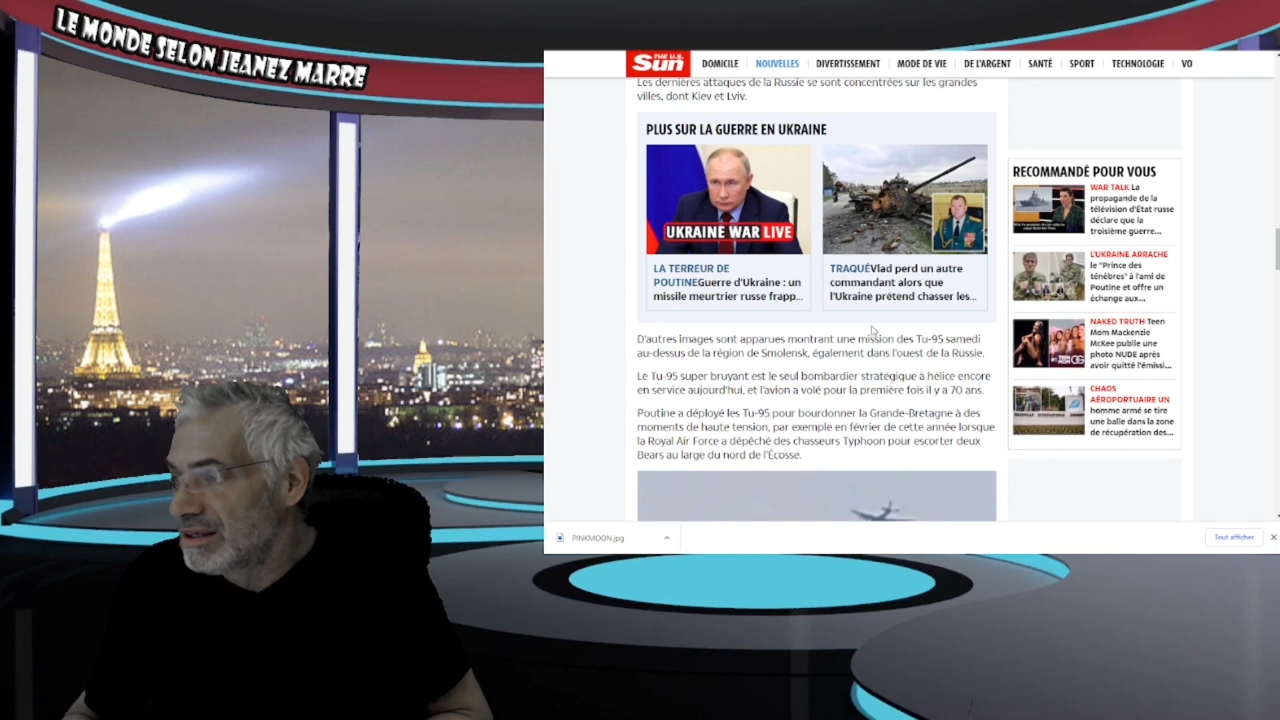 LE MONDE SELON JEANEZ MARRE
THE U.S. Sun
DOMICILE NOUVELLES DIVERTISSEMENT MODE DE VIE DE L'ARGENT SANTÉ SPORT TECHNOLOGIE VO
Les dernières attaques de la Russie se sont concentrées sur les grandes
villes, dont Kiev et Lviv.
PLUS SUR LA GUERRE EN UKRAINE
UKRAINE WAR LIVE
LA TERREUR DE
POUTINEGuerre d'Ukraine : un
missile meurtrier russe frapp...
TRAQUÉVlad perd un autre
commandant alors que
l'Ukraine prétend chasser les...
D'autres images sont apparues montrant une mission des Tu-95 samedi
au-dessus de la région de Smolensk, également dans l'ouest de la Russie.
Le Tu-95 super bruyant est le seul bombardier stratégique à hélice encore
en service aujourd'hui, et l'avion a volé pour la première fois il y a 70 ans.
Poutine a déployé les Tu-95 pour bourdonner la Grande-Bretagne à des
moments de haute tension, par exemple en février de cette année lorsque
la Royal Air Force a dépêché des chasseurs Typhoon pour escorter deux
Bears au large du nord de l'Écosse.
RECOMMANDÉ POUR VOUS
WAR TALK La
propagande de la
télévision d'État russe
déclare que la
troisième guerre...
L'UKRAINE ARRACHE
le "Prince des
ténèbres" à l'ami de
Poutine et offre un
échange aux...
NAKED TRUTH Teen
Mom Mackenzie
McKee publie une
photo NUDE après
avoir quitté l'émissi...
CHAOS
AÉROPORTUAIRE UN
homme armé se tire
une balle dans la zone
de récupération des...
PINKMOON.jpg
Tout afficher